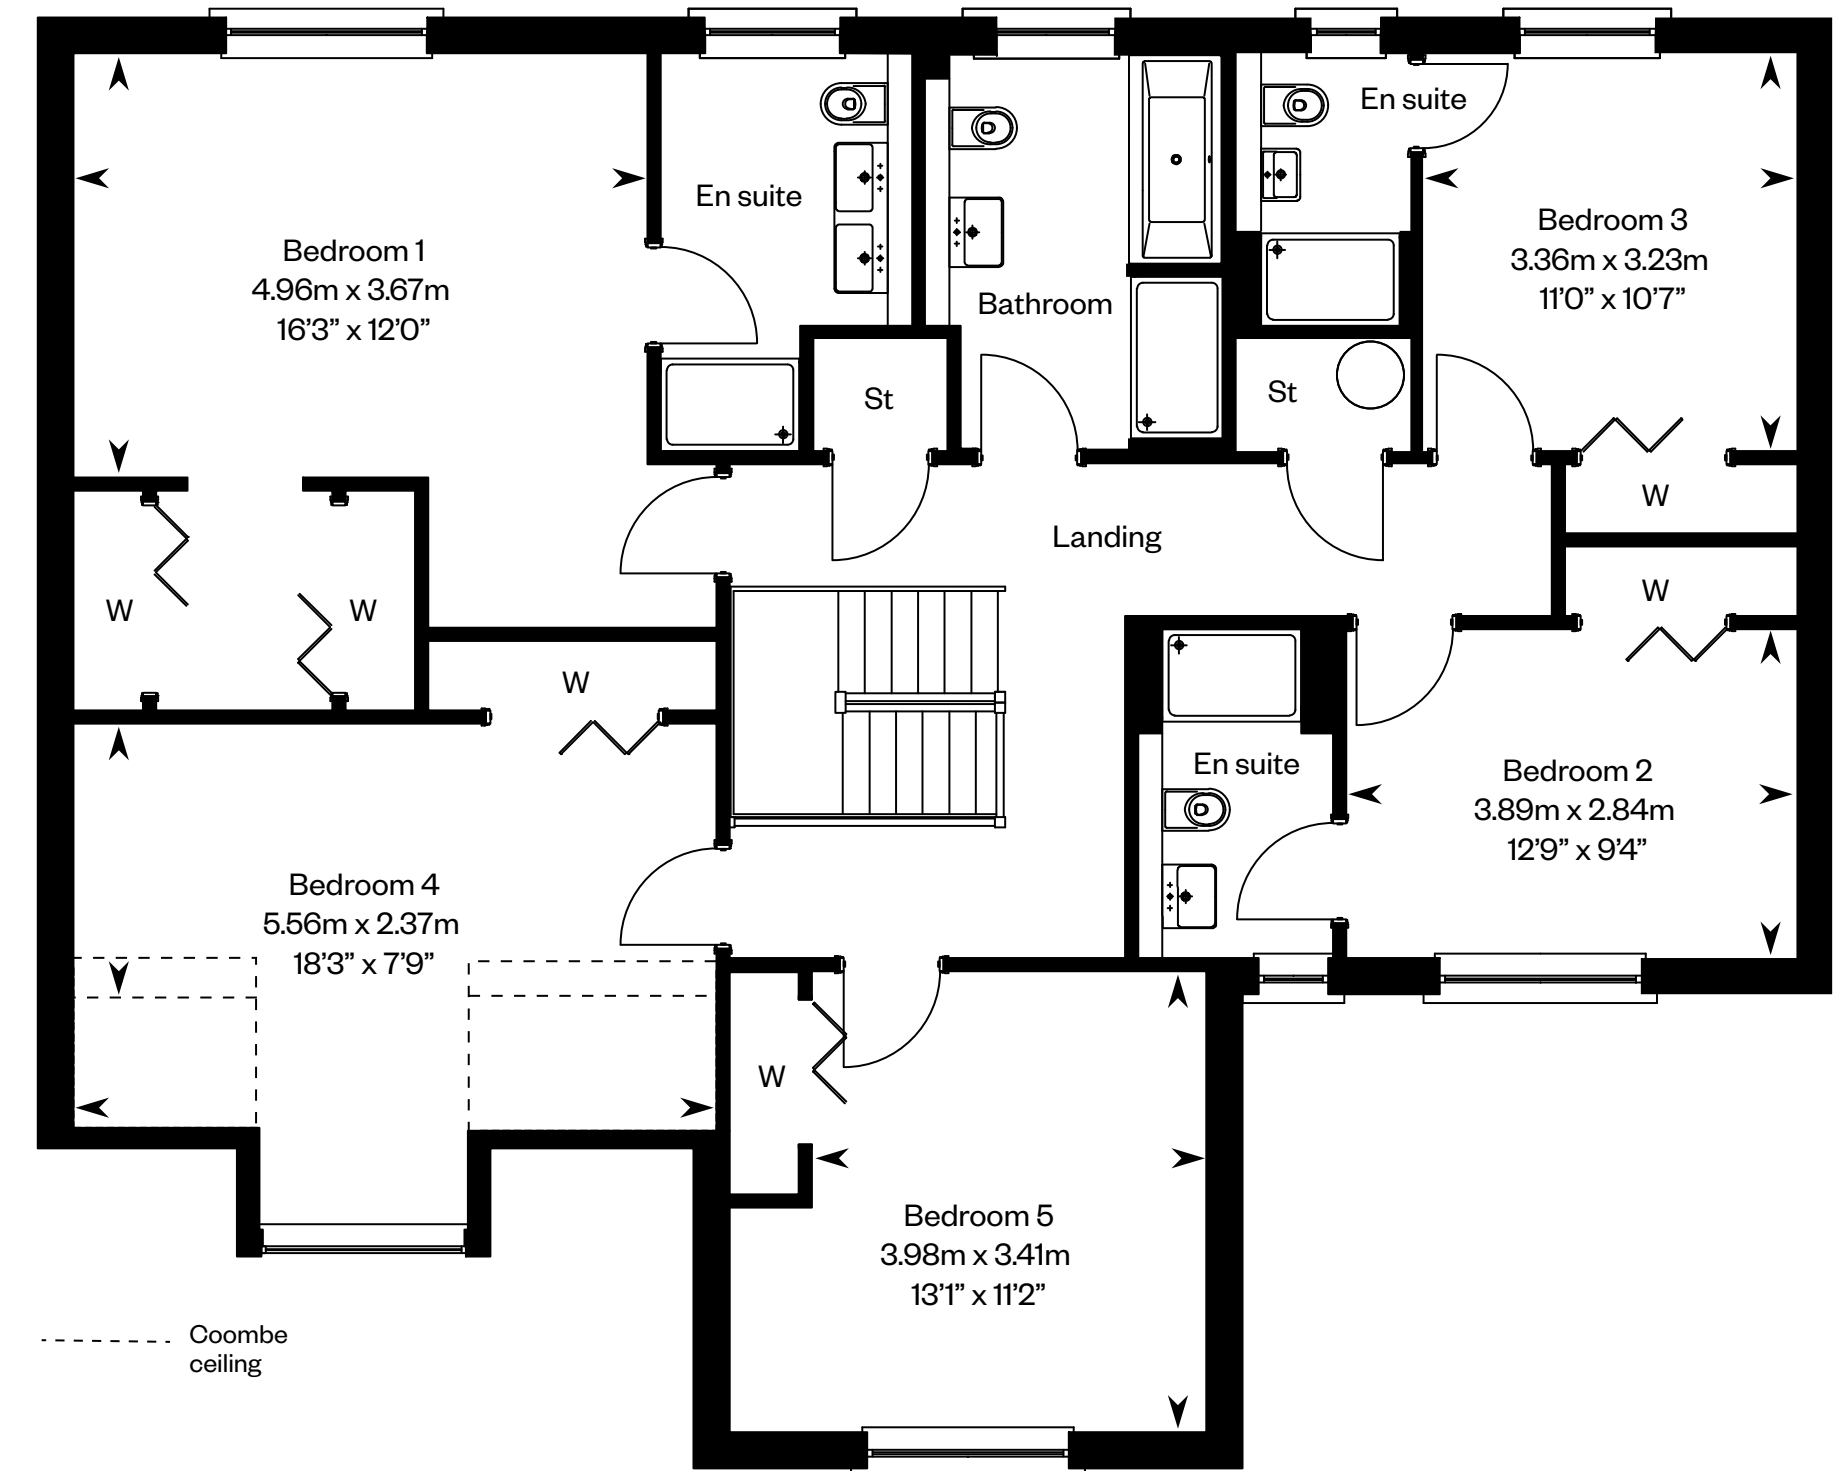 En suite
En suite
Bedroom 1
4.96m x 3.67m
16’3” x 12’0”
Bedroom 3
3.36m x 3.23m
11’0” x 10’7”
Bathroom
St
St
W
Landing
W
W
W
W
En suite
Bedroom 2
3.89m x 2.84m
12’9” x 9’4”
Bedroom 4
5.56m x 2.37m
18’3” x 7’9”
W
Bedroom 5
3.98m x 3.41m
13’1” x 11’2”
Coombe
ceiling